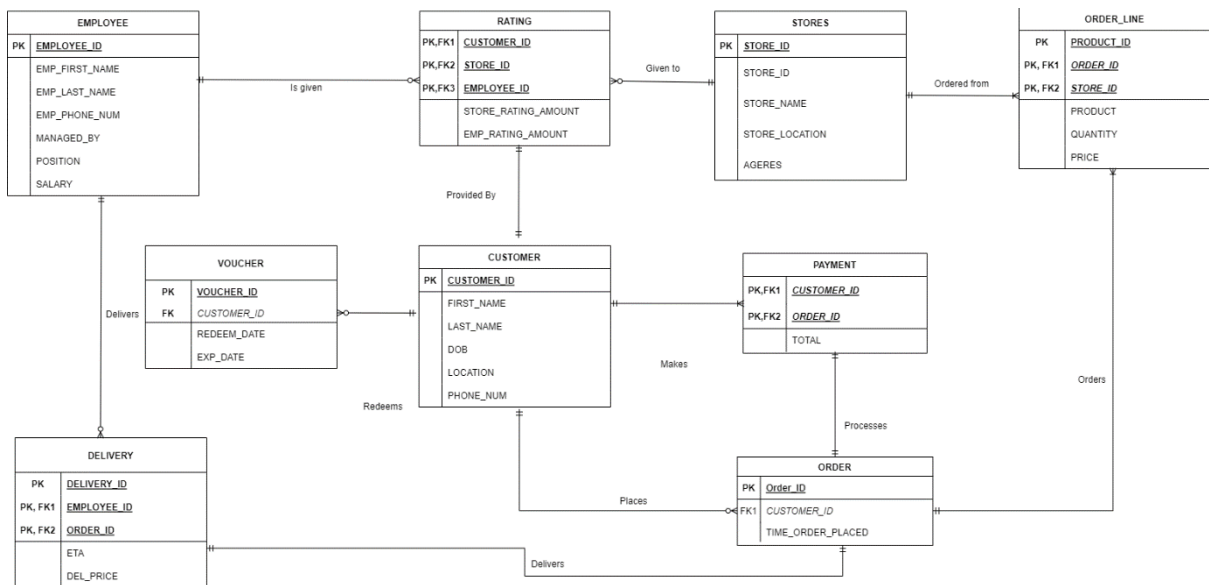 EMPLOYEE
PK EMPLOYEE_ID
EMP_FIRST_NAME
EMP_LAST_NAME
EMP_PHONE_NUM
MANAGED_BY
POSITION
SALARY
Is given
RATING
PK,FK1 CUSTOMER_ID
PK,FK2 STORE_ID
PK,FK3 EMPLOYEE_ID
STORE_RATING_AMOUNT
EMP_RATING_AMOUNT
Given to
STORES
PK STORE_ID
STORE_ID
STORE_NAME
STORE_LOCATION
AGERES
Ordered from
ORDER_LINE
PK PRODUCT_ID
PK, FK1 ORDER_ID
PK, FK2 STORE_ID
PRODUCT
QUANTITY
PRICE
Provided By
Delivers
VOUCHER
PK VOUCHER_ID
FK CUSTOMER_ID
REDEEM_DATE
EXP_DATE
Redeems
CUSTOMER
PK CUSTOMER_ID
FIRST_NAME
LAST_NAME
DOB
LOCATION
PHONE_NUM
Makes
PAYMENT
PK,FK1 CUSTOMER_ID
PK,FK2 ORDER_ID
TOTAL
Orders
Processes
Places
DELIVERY
PK DELIVERY_ID
PK, FK1 EMPLOYEE_ID
PK, FK2 ORDER_ID
ETA
DEL_PRICE
Delivers
ORDER
PK Order_ID
FK1 CUSTOMER_ID
TIME_ORDER_PLACED